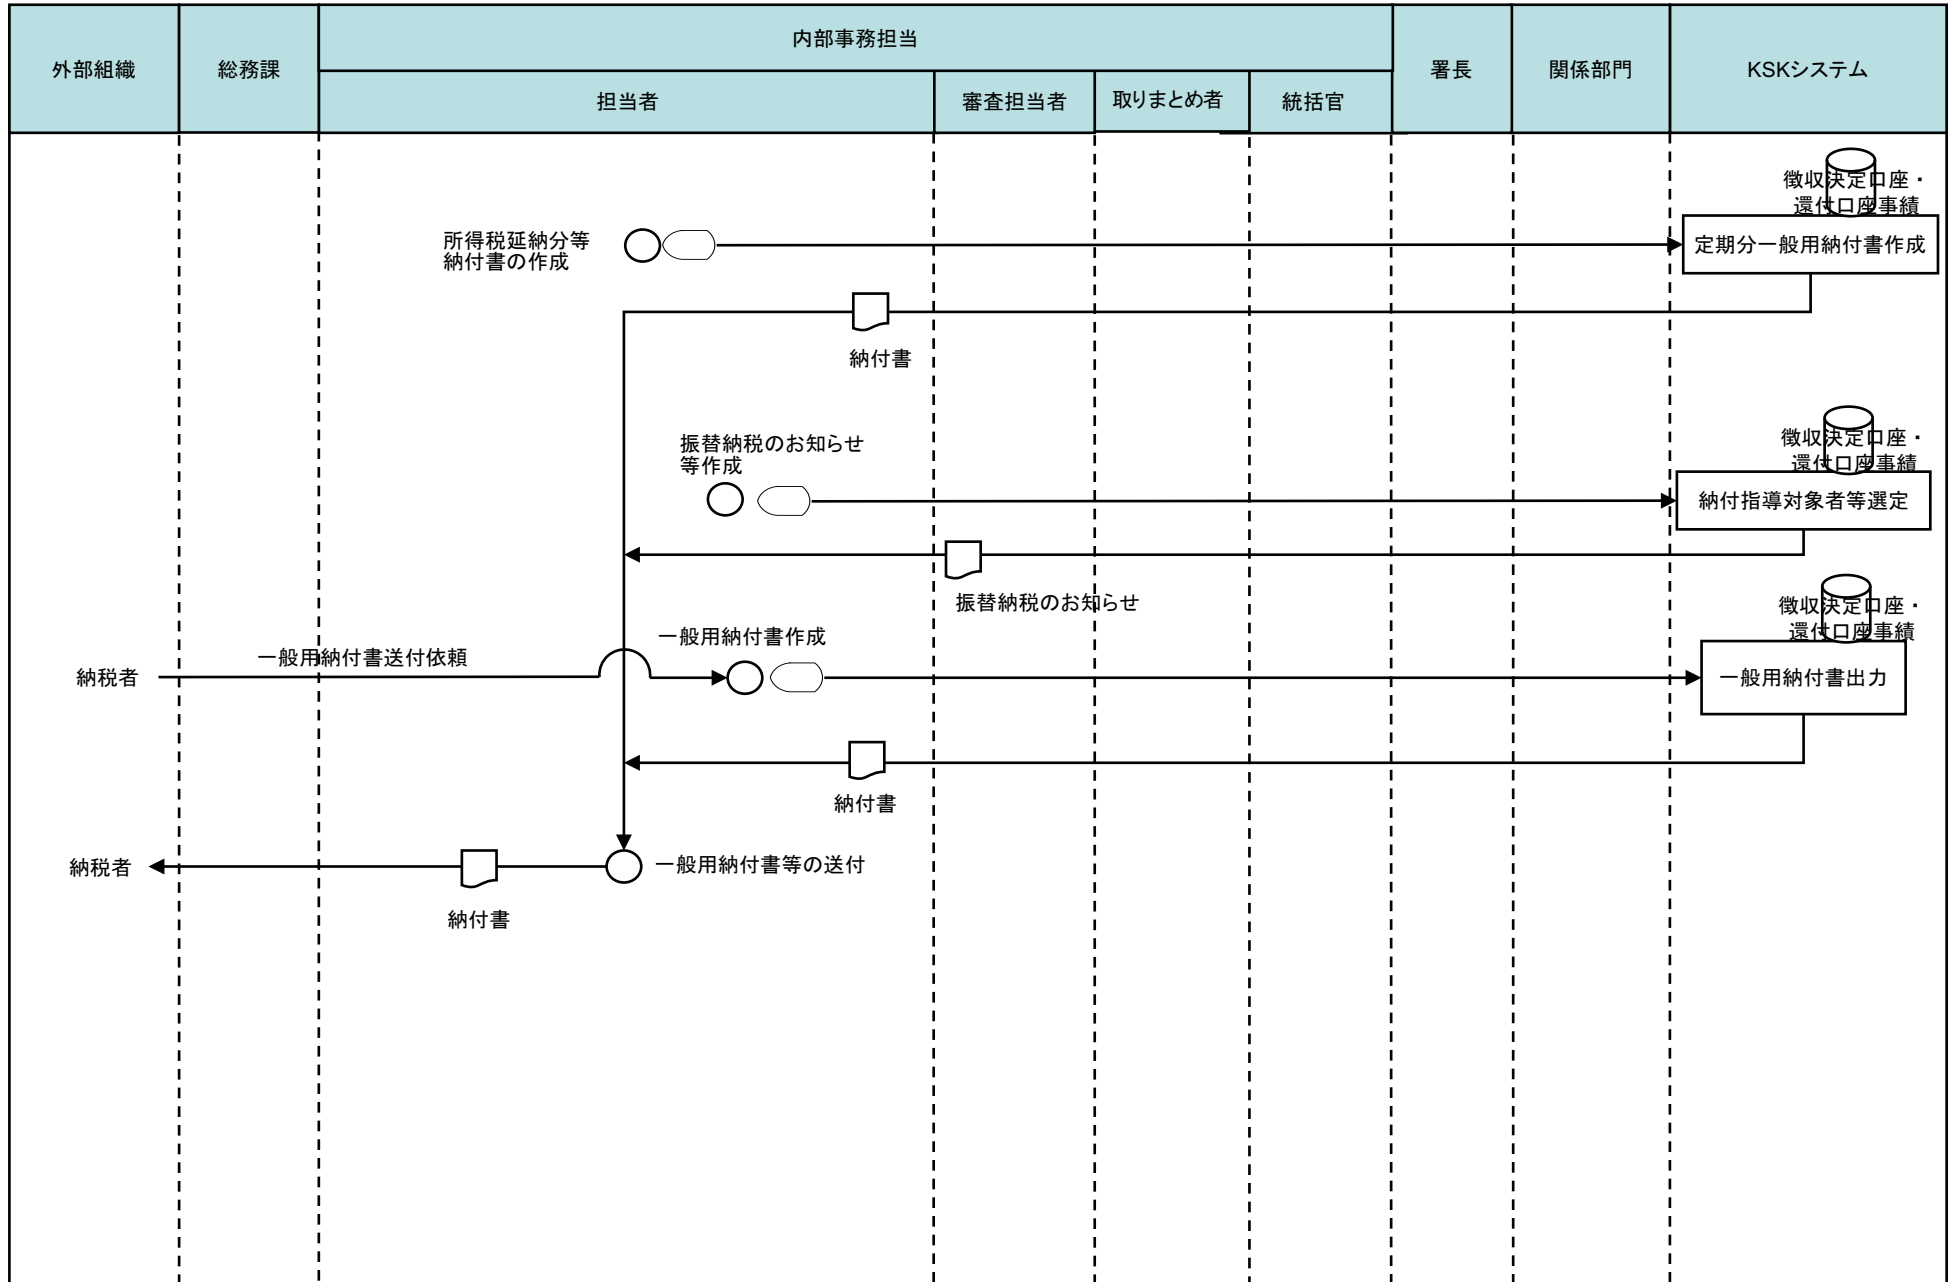 外部組織
総務課
内部事務担当
担当者
審査担当者
取りまとめ者
統括官
署長
関係部門
KSKシステム
徴収決定口座・
還付口座事績
所得税延納分等
納付書の作成
定期分一般用納付書作成
納付書
振替納税のお知らせ
等作成
徴収決定口座・
還付口座事績
納付指導対象者等選定
振替納税のお知らせ
徴収決定口座・
還付口座事績
納税者
一般用納付書送付依頼
一般用納付書作成
一般用納付書出力
納付書
納税者
一般用納付書等の送付
納付書